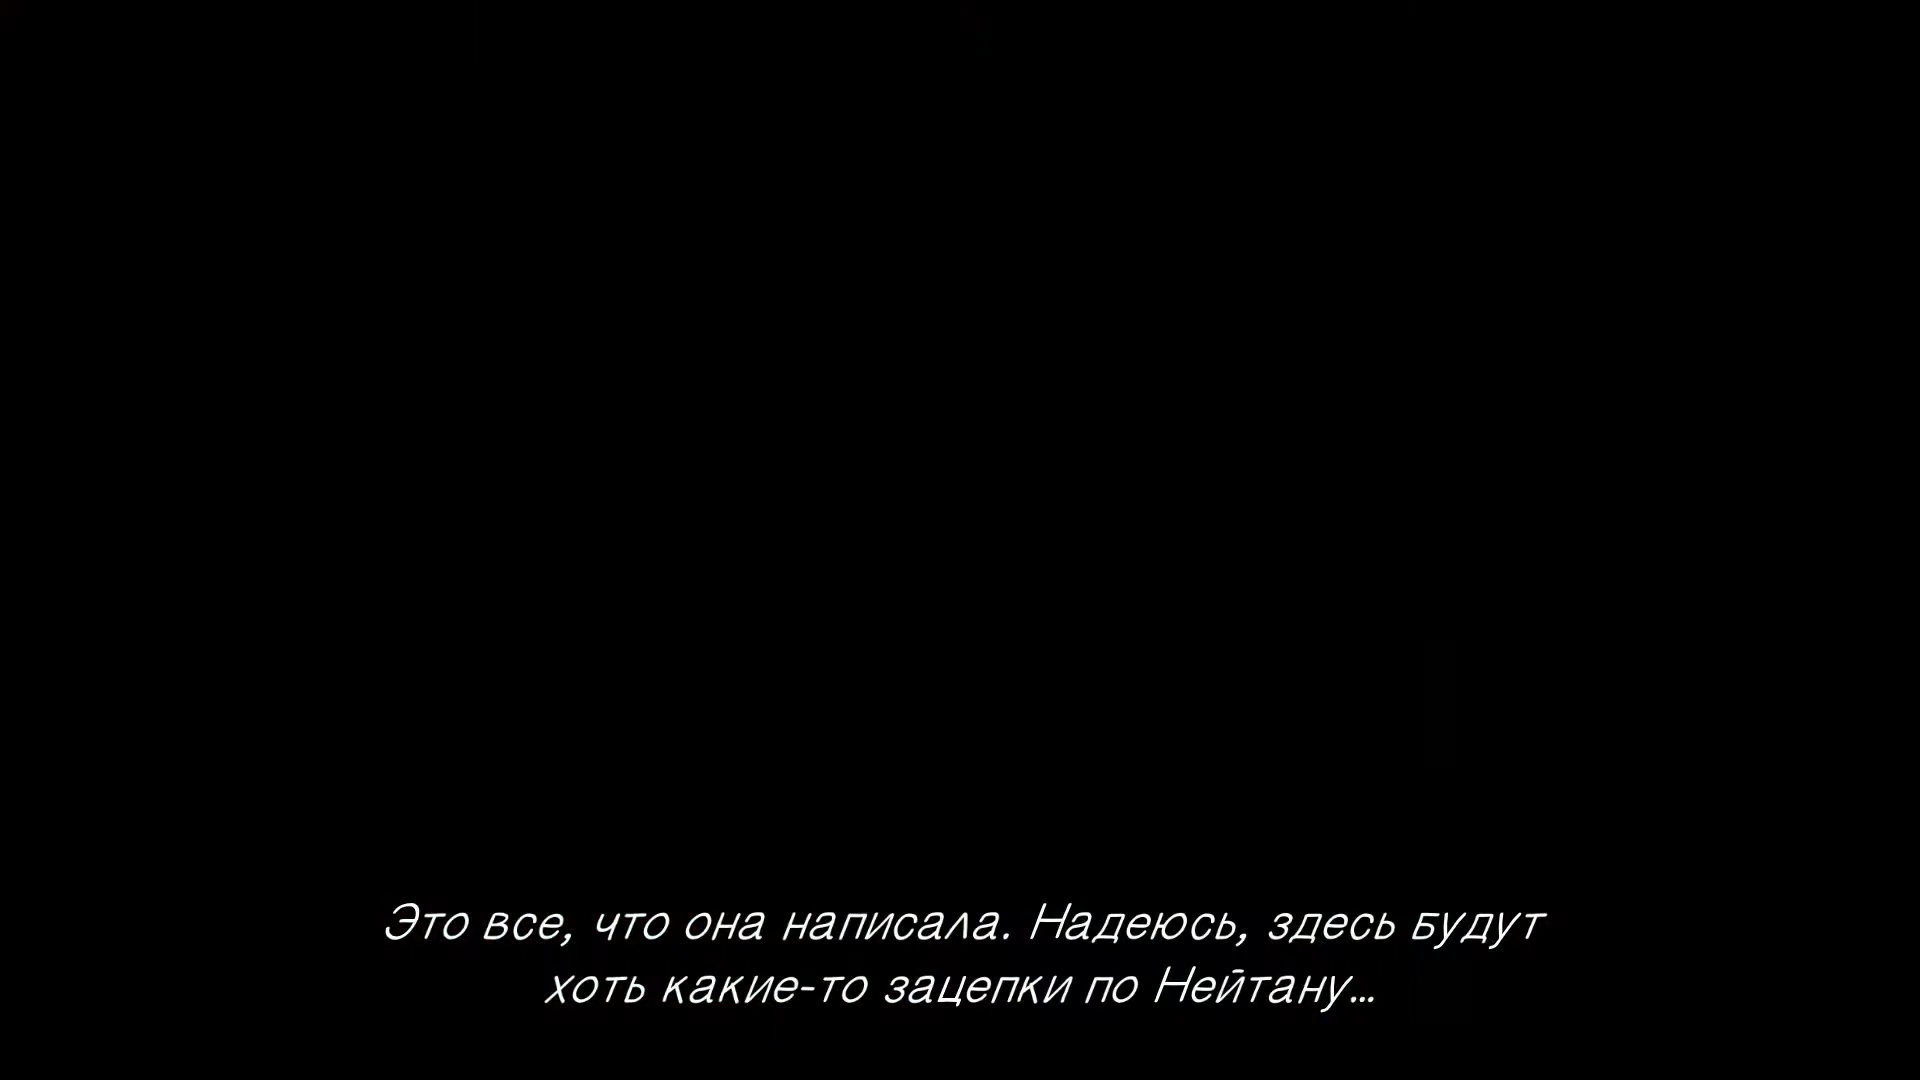 Это все, что она написала. Надеюсь, здесь будут
хоть какие-то зацепки по Нейтану...